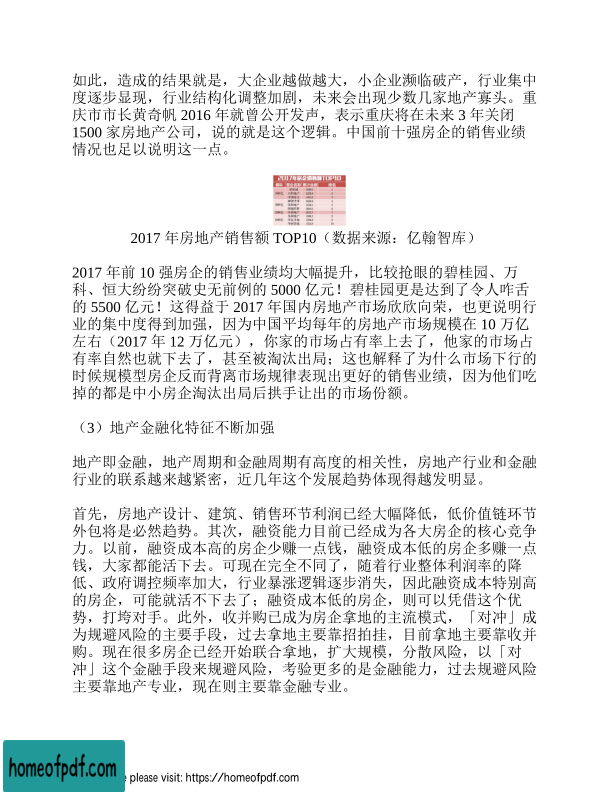 如此，造成的结果就是，大企业越做越大，小企业濒临破产，行业集中
度逐步显现，行业结构化调整加剧，未来会出现少数几家地产寡头。重
庆市市长黄奇帆 2016 年就曾公开发声，表示重庆将在未来 3 年关闭
1500 家房地产公司，说的就是这个逻辑。中国前十强房企的销售业绩
情况也足以说明这一点。
2017 年房地产销售额 TOP10（数据来源：亿翰智库）
2017 年前 10 强房企的销售业绩均大幅提升，比较抢眼的碧桂园、万
科、恒大纷纷突破史无前例的 5000 亿元！碧桂园更是达到了令人咋舌
的 5500 亿元！这得益于 2017 年国内房地产市场欣欣向荣，也更说明行
业的集中度得到加强，因为中国平均每年的房地产市场规模在 10 万亿
左右（2017 年 12 万亿元），你家的市场占有率上去了，他家的市场占
有率自然也就下去了，甚至被淘汰出局；这也解释了为什么市场下行的
时候规模型房企反而背离市场规律表现出更好的销售业绩，因为他们吃
掉的都是中小房企淘汰出局后拱手让出的市场份额。
（3）地产金融化特征不断加强
地产即金融，地产周期和金融周期有高度的相关性，房地产行业和金融
行业的联系越来越紧密，近几年这个发展趋势体现得越发明显。
首先，房地产设计、建筑、销售环节利润已经大幅降低，低价值链环节
外包将是必然趋势。其次，融资能力目前已经成为各大房企的核心竞争
力。以前，融资成本高的房企少赚一点钱，融资成本低的房企多赚一点
钱，大家都能活下去。可现在完全不同了，随着行业整体利润率的降
低、政府调控频率加大，行业暴涨逻辑逐步消失，因此融资成本特别高
的房企，可能就活不下去了；融资成本低的房企，则可以凭借这个优
势，打垮对手。此外，收并购已成为房企拿地的主流模式，「对冲」成
为规避风险的主要手段，过去拿地主要靠招拍挂，目前拿地主要靠收并
购。现在很多房企已经开始联合拿地，扩大规模，分散风险，以「对
冲」这个金融手段来规避风险，考验更多的是金融能力，过去规避风险
主要靠地产专业，现在则主要靠金融专业。
homeofpdf.com
please visit: https://homeofpdf.com